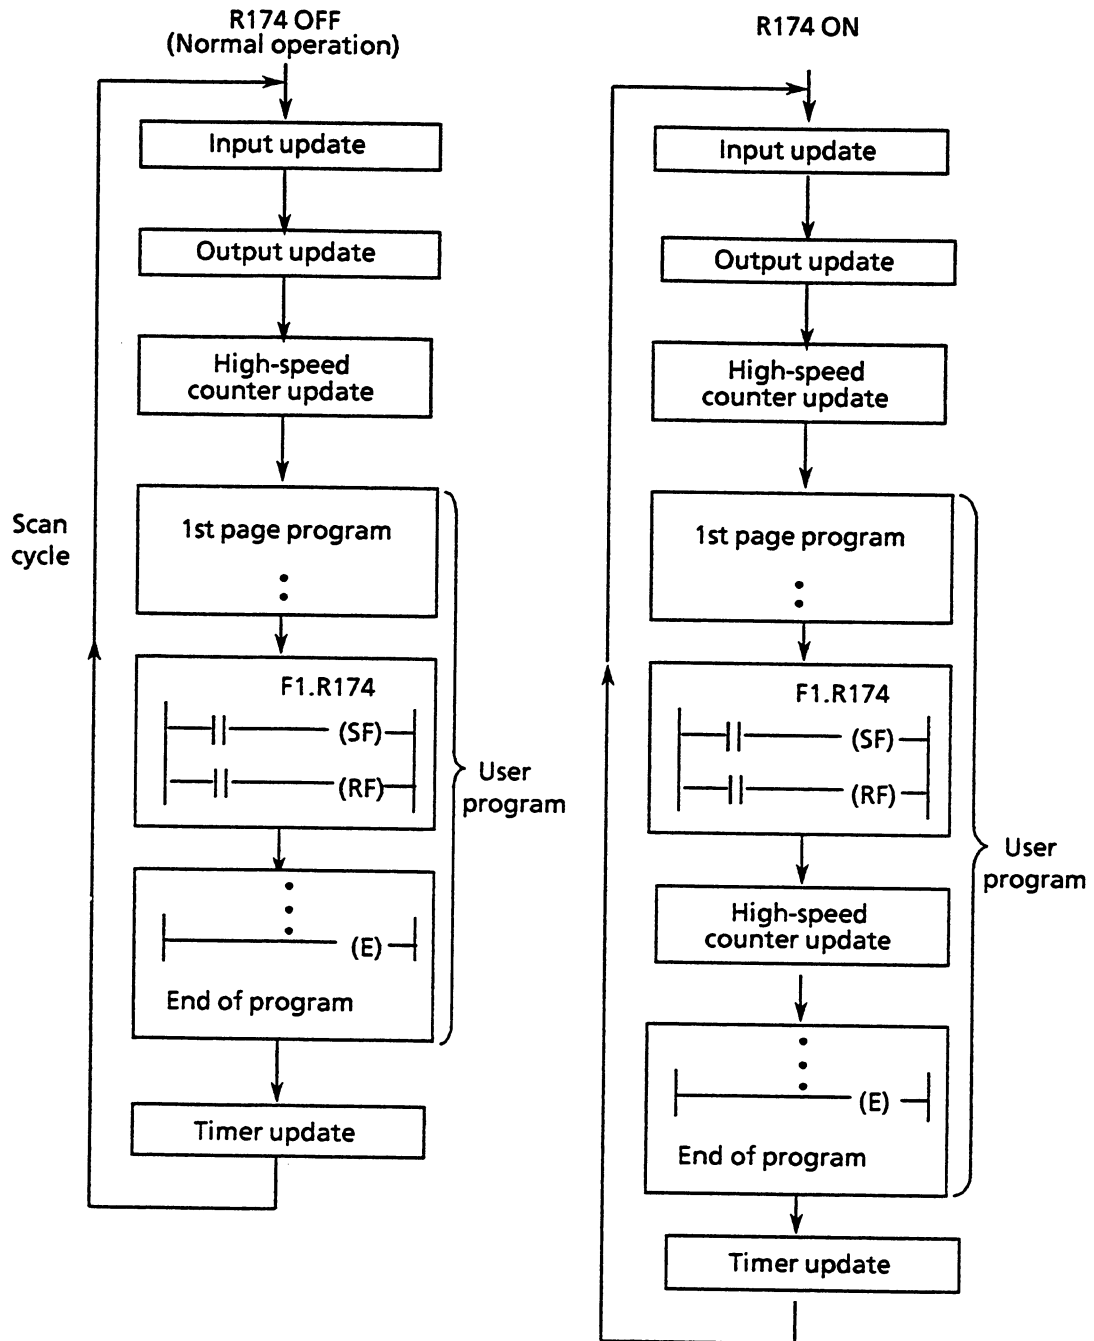 R174 OFF
(Normal operation)
Input update
Output update
High-speed
counter update
Scan
cycle
1st page program
F1.R174
(SF)
(RF)
User
program
(E)
End of program
Timer update
R174 ON
Input update
Output update
High-speed
counter update
1st page program
F1.R174
(SF)
(RF)
User
program
High-speed
counter update
(E)
End of program
Timer update